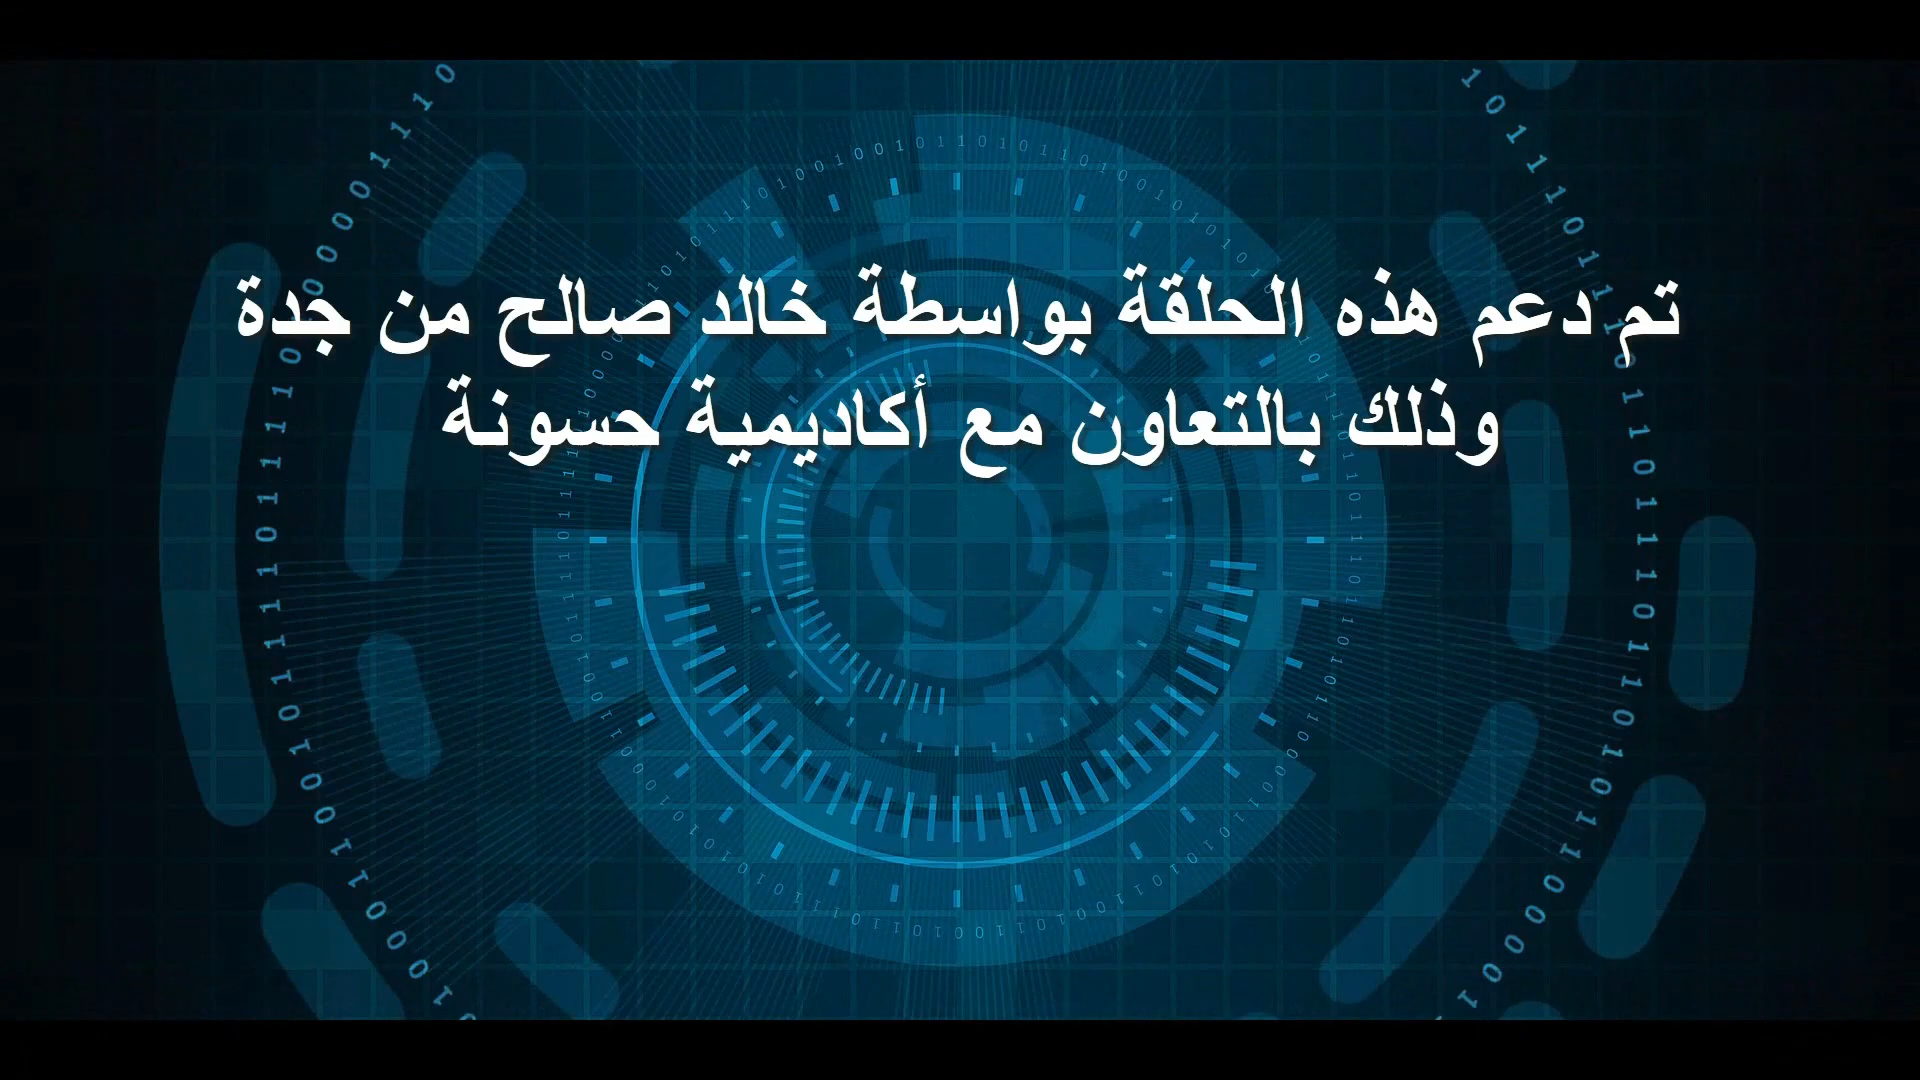 تم دعم هذه الحلقة بواسطة خالد صالح من جدة
وذلك بالتعاون مع أكاديمية حسونة